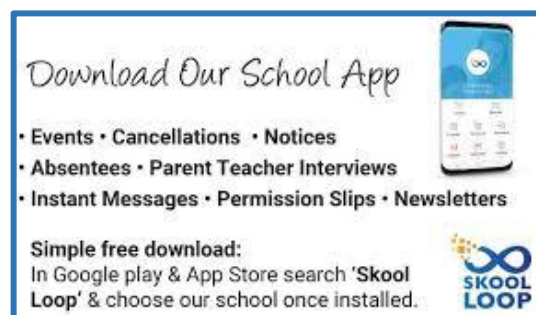 Download Our School App
• Events • Cancellations • Notices
• Absentees • Parent Teacher Interviews
• Instant Messages • Permission Slips • Newsletters
Simple free download:
In Google play & App Store search 'Skool
Loop' & choose our school once installed.
SKOOL
LOOP